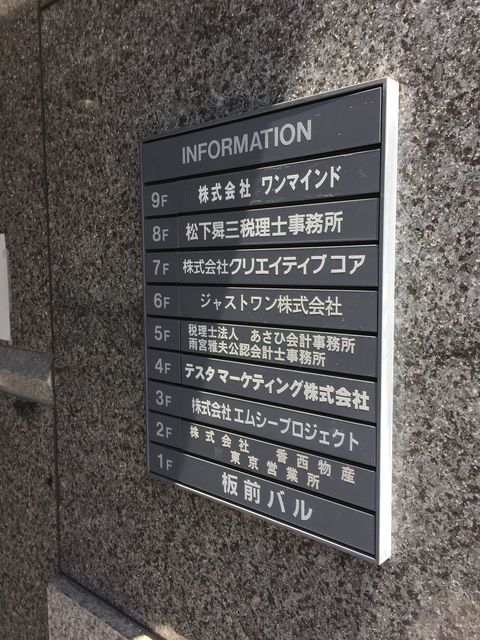 INFORMATION
9F 株式会社 ワンマインド
8F 松下曻三税理士事務所
7F 株式会社クリエイティブコア
6F ジャストワン株式会社
5F 税理士法人 あさひ会計事務所
雨宮雅夫公認会計士事務所
4F テスタマーケティング株式会社
3F 株式会社エムシープロジェクト
2F 株式会社 香西物産
東京営業所
1F 板前バル